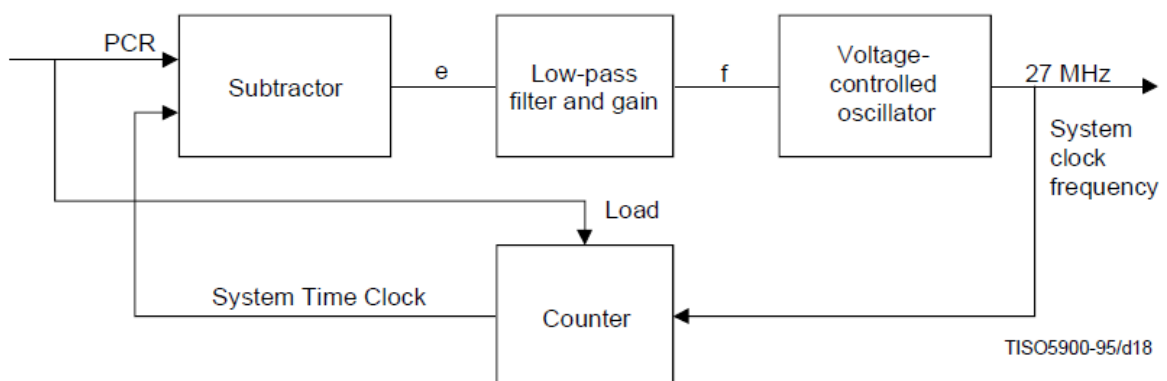 PCR
Subtractor
e
Low-pass
filter and gain
f
Voltage-
controlled
oscillator
27 MHz
System
clock
frequency
Load
System Time Clock
Counter
TISO5900-95/d18